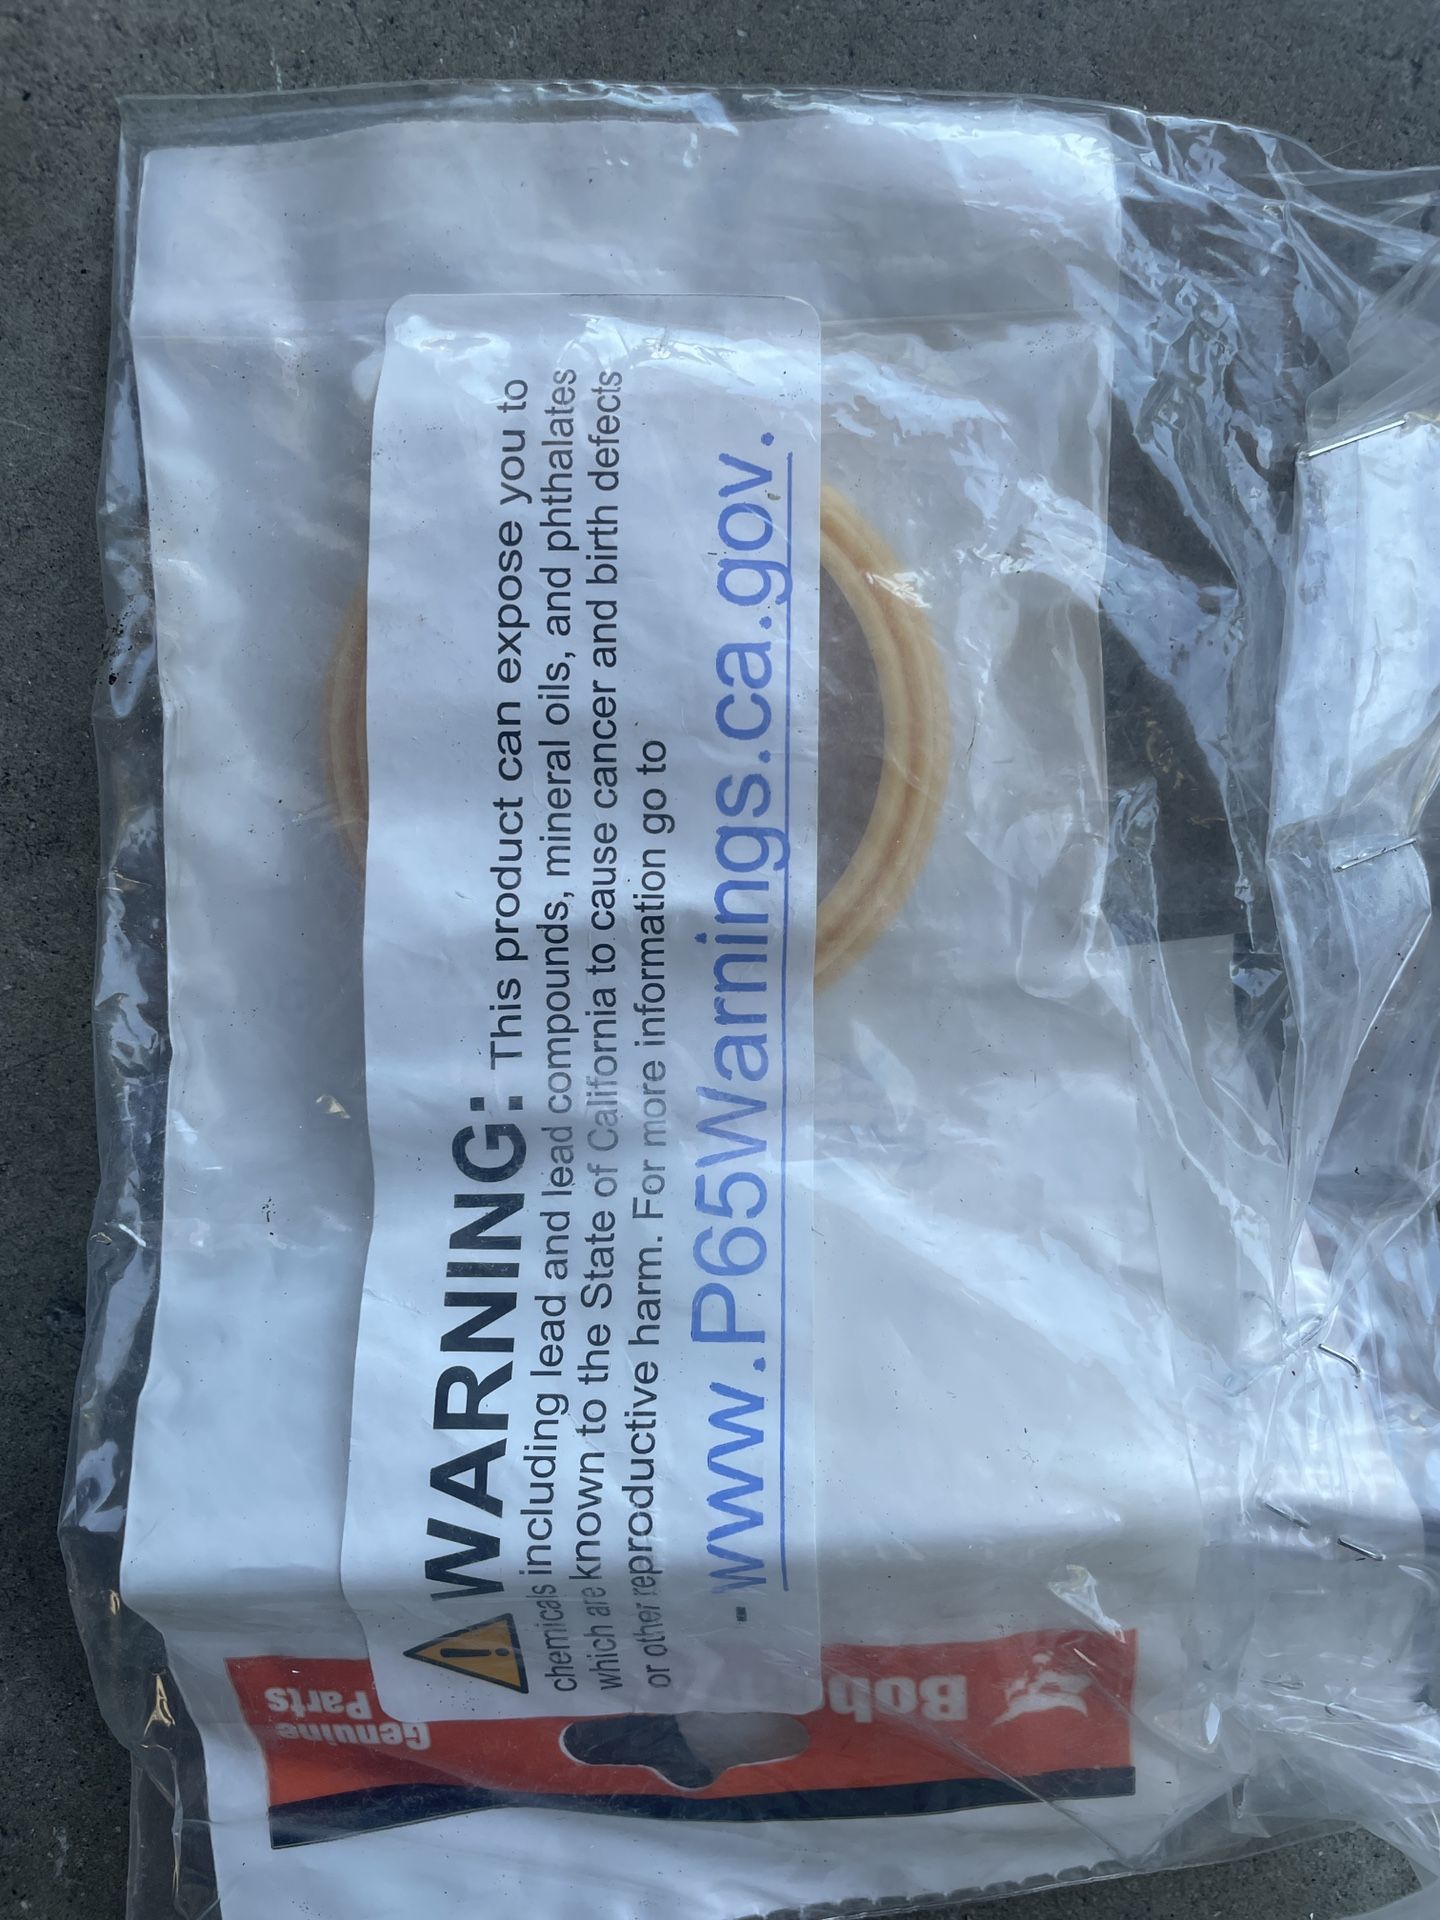 WARNING: This product can expose you to
chemicals including lead and lead compounds, mineral oils, and phthalates
which are known to the State of California to cause cancer and birth defects
or other reproductive harm. For more information go to
- www.P65Warnings.ca.gov.
Genuine
Parts
Bob